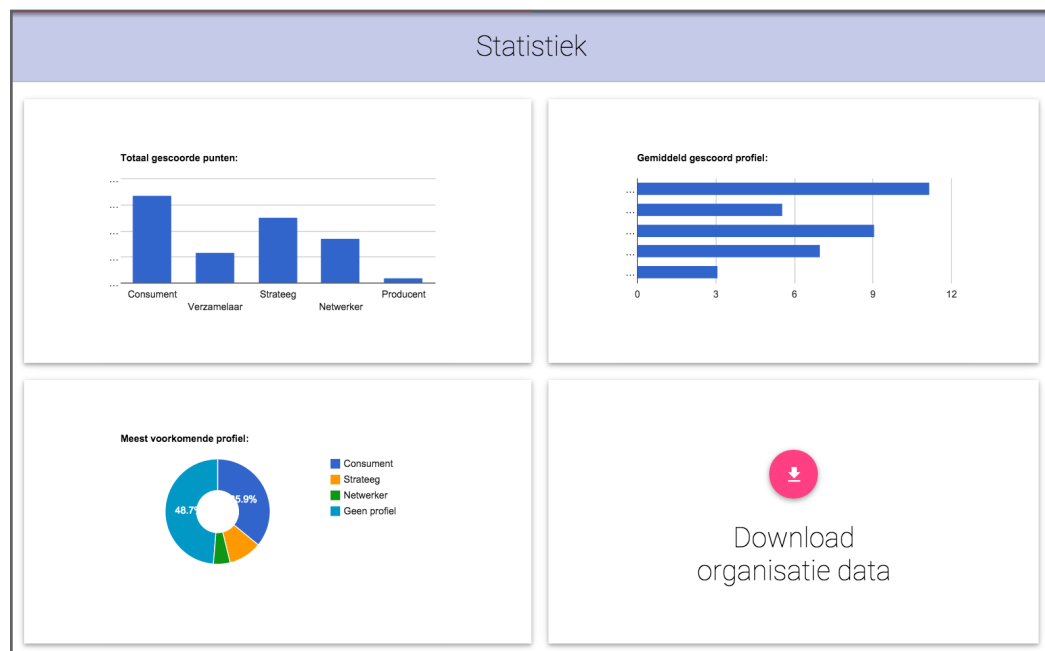 Statistiek
Totaal gescoorde punten:
...
...
...
...
...
Consument
Verzamelaar
Strateeg
Netwerker
Producent
Gemiddeld gescoord profiel:
...
...
...
...
...
0 3 6 9 12
Meest voorkomende profiel:
48.7%
Consument
Strateeg
Netwerker
Geen profiel
Download
organisatie data